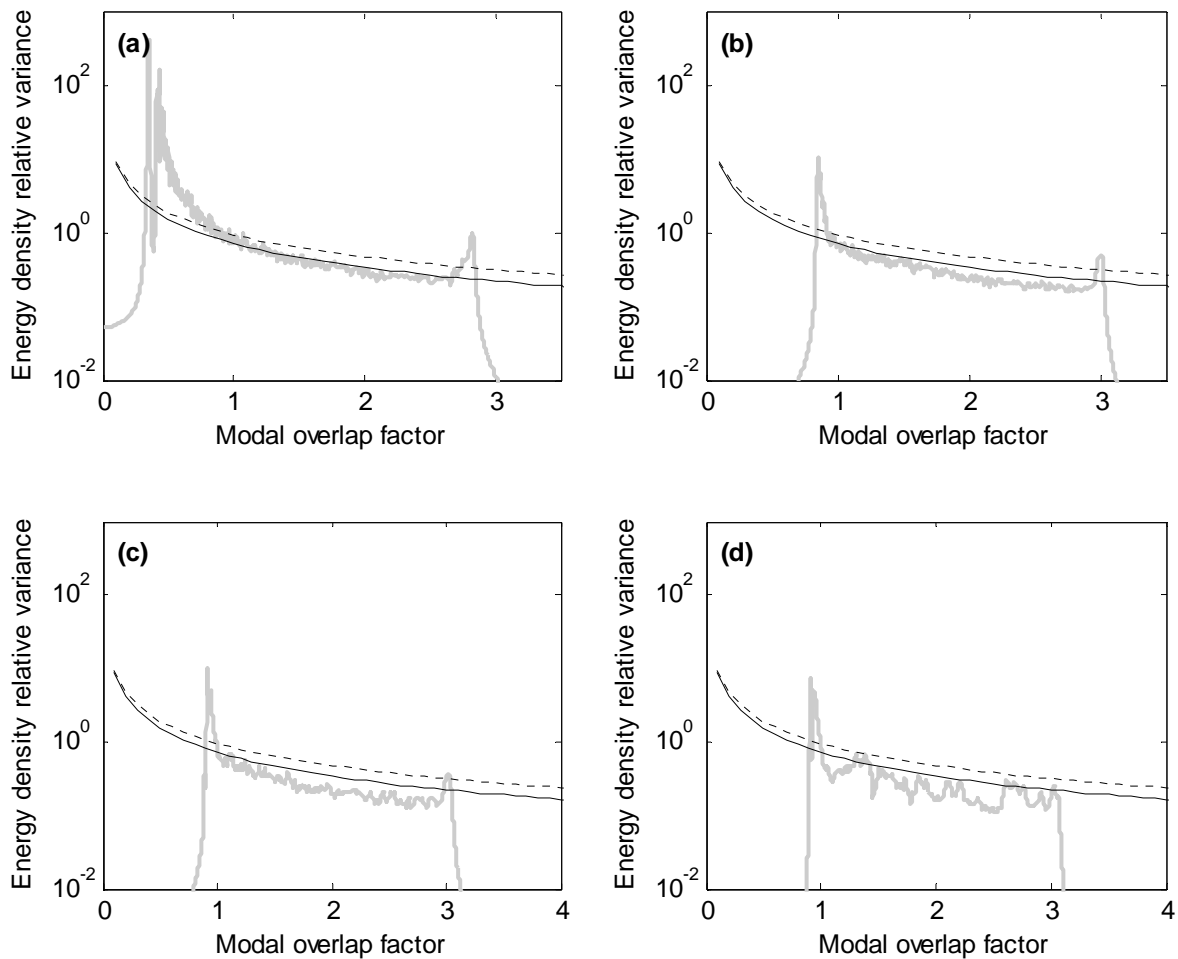 (a)
Energy density relative variance
10^2
10^0
10^-2
0 1 2 3
Modal overlap factor
(b)
Energy density relative variance
10^2
10^0
10^-2
0 1 2 3
Modal overlap factor
(c)
Energy density relative variance
10^2
10^0
10^-2
0 1 2 3 4
Modal overlap factor
(d)
Energy density relative variance
10^2
10^0
10^-2
0 1 2 3 4
Modal overlap factor